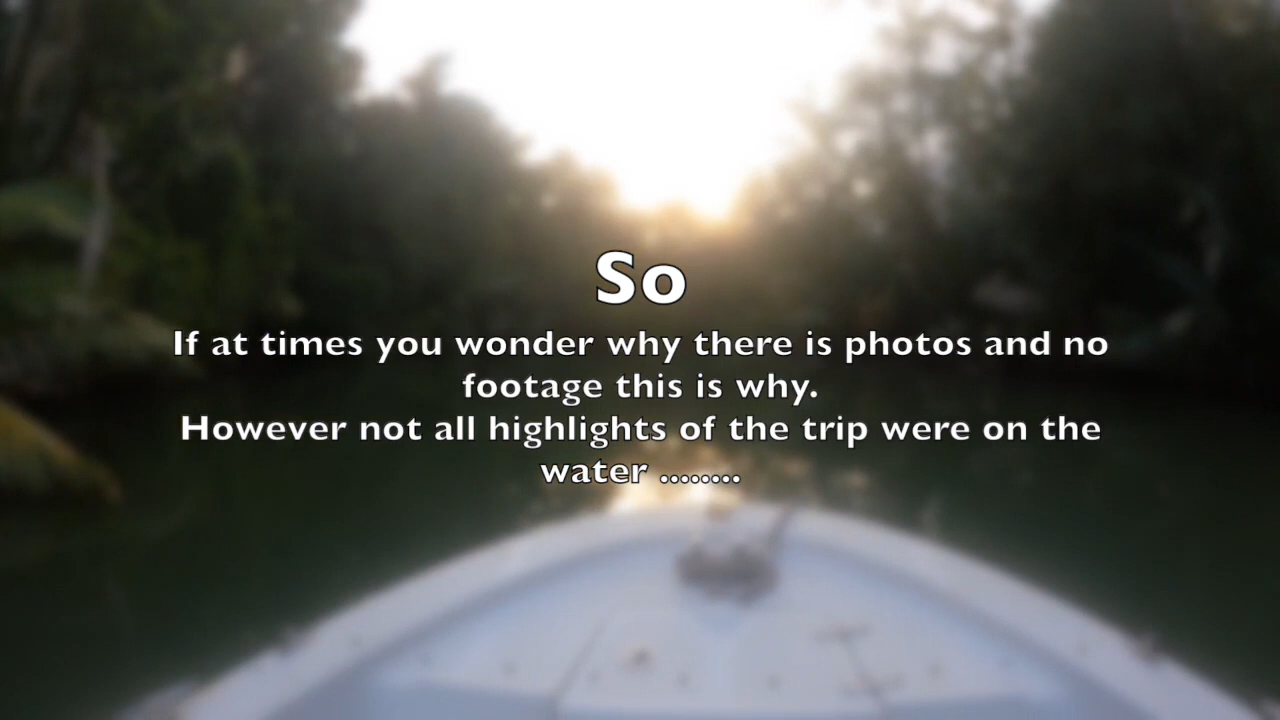 So
If at times you wonder why there is photos and no
footage this is why.
However not all highlights of the trip were on the
water ........